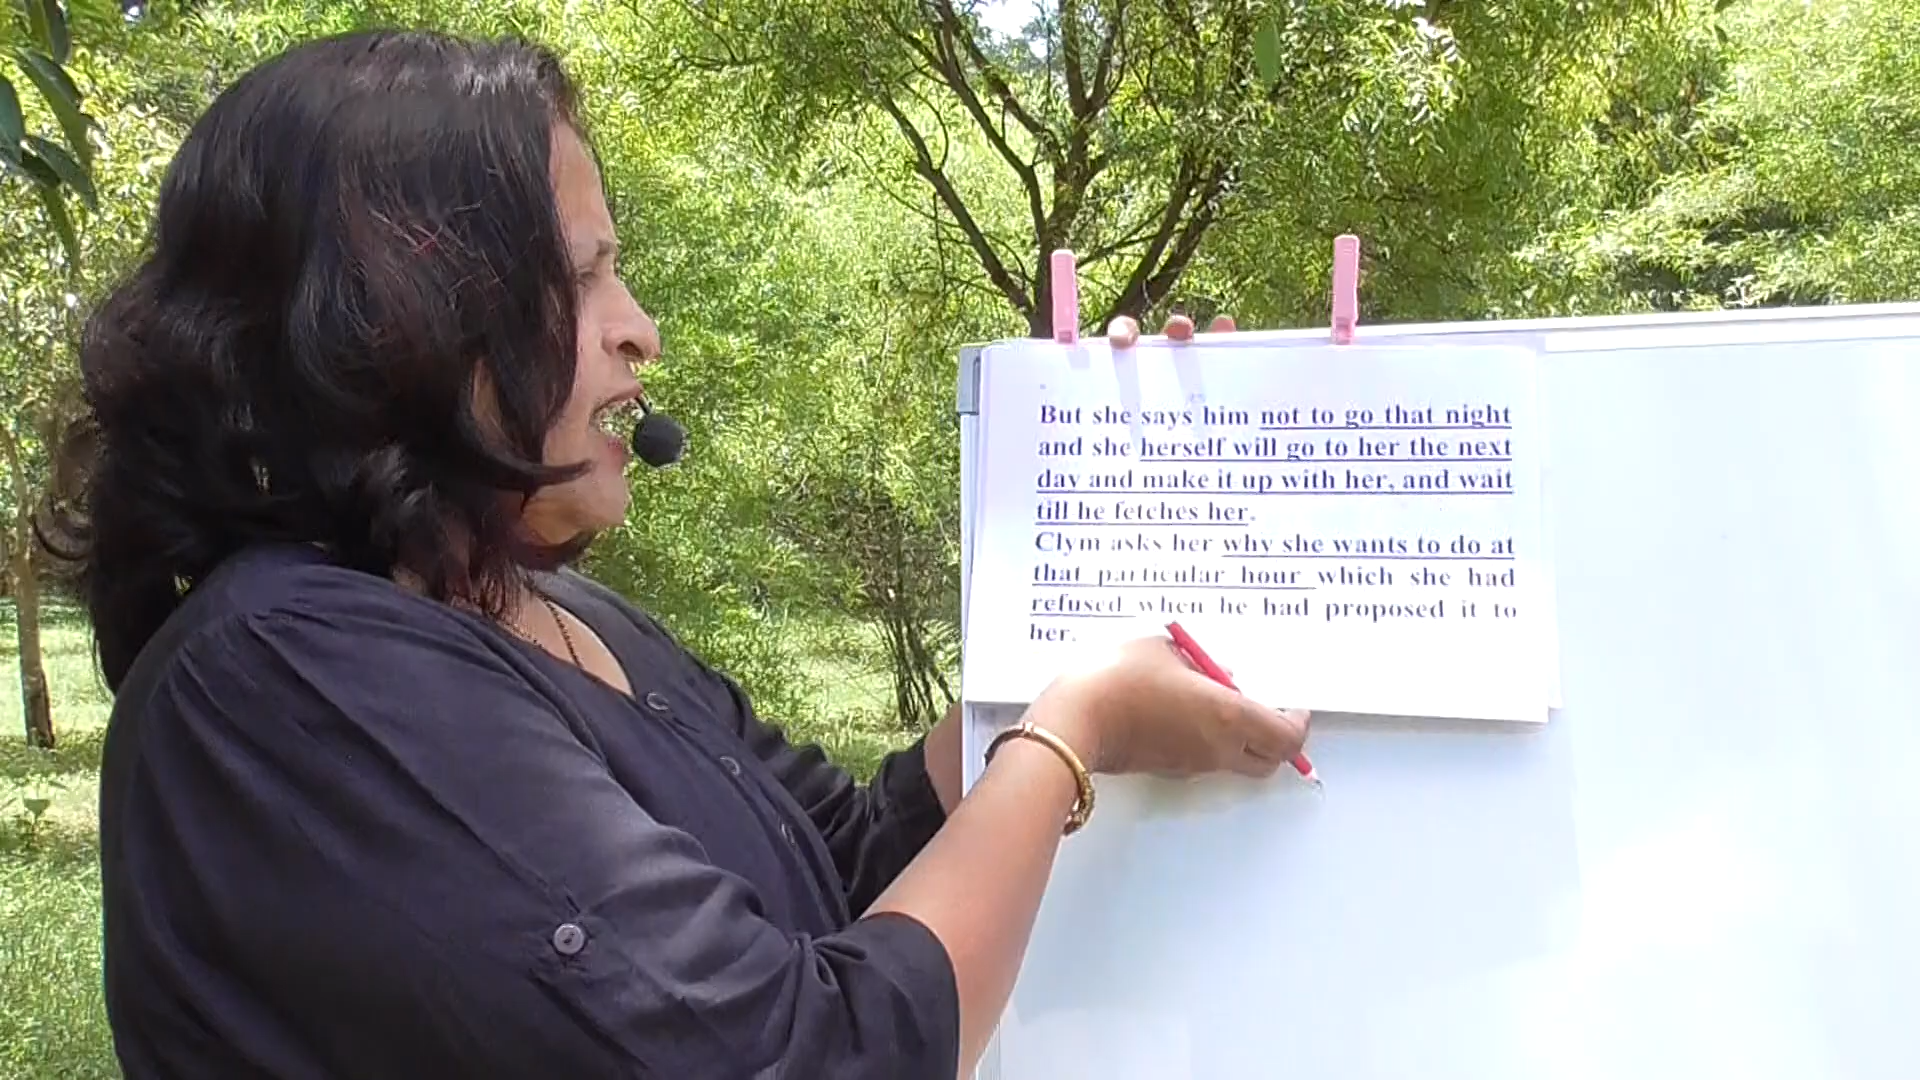 But she says him not to go that night
and she herself will go to her the next
day and make it up with her, and wait
till he fetches her.
Clym asks her why she wants to do at
that particular hour which she had
refused when he had proposed it to
her.